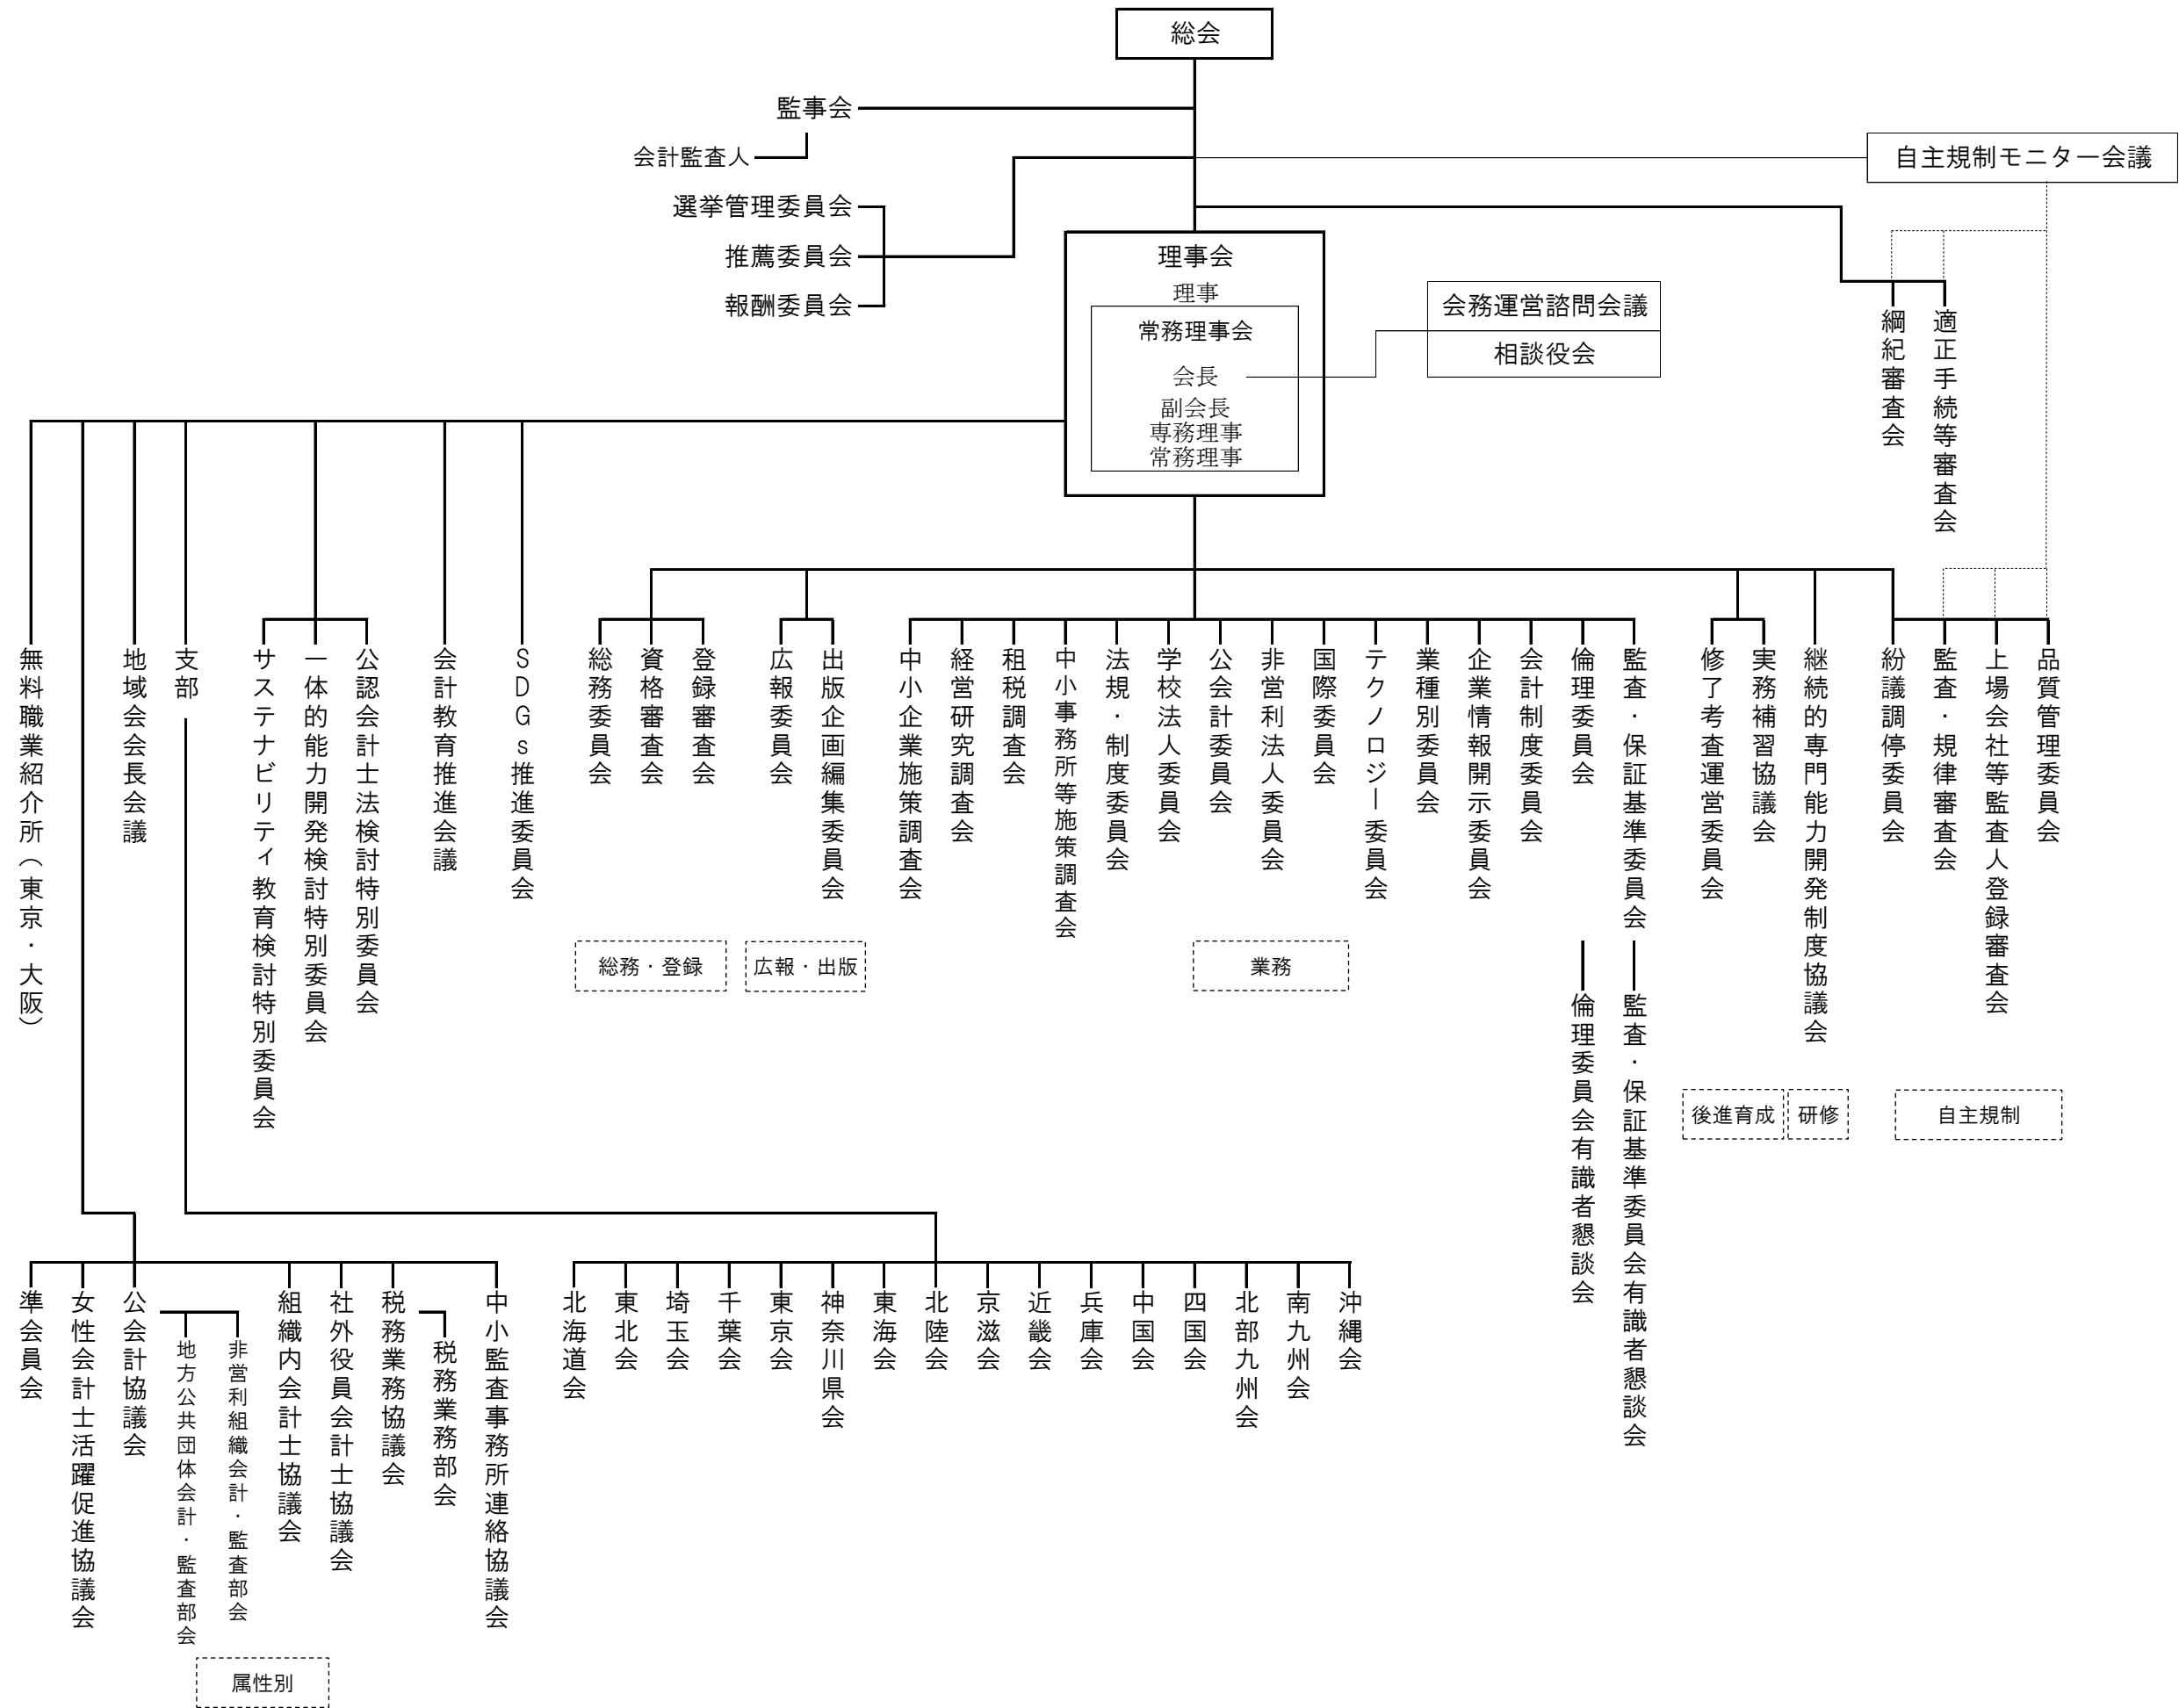 総会
監事会
会計監査人
自主規制モニター会議
選挙管理委員会
推薦委員会
報酬委員会
理事会
理事
常務理事会
会長
副会長
専務理事
常務理事
会務運営諮問会議
相談役会
綱紀審査会
適正手続等審査会
無料職業紹介所（東京・大阪）
地域会会長会議
支部
サステナビリティ教育検討特別委員会
一体的能力開発検討特別委員会
公認会計士法検討特別委員会
会計教育推進会議
SDGs推進委員会
総務委員会
資格審査会
登録審査会
広報委員会
出版企画編集委員会
中小企業施策調査会
経営研究調査会
租税調査会
中小事務所等施策調査会
法規・制度委員会
学校法人委員会
公会計委員会
非営利法人委員会
国際委員会
テクノロジー委員会
業種別委員会
企業情報開示委員会
会計制度委員会
倫理委員会
監査・保証基準委員会
修了考査運営委員会
実務補習協議会
継続的専門能力開発制度協議会
紛議調停委員会
監査・規律審査会
上場会社等監査人登録審査会
品質管理委員会
総務・登録
広報・出版
業務
倫理委員会有識者懇談会
監査・保証基準委員会有識者懇談会
後進育成
研修
自主規制
準会員会
女性会計士活躍促進協議会
公会計協議会
地方公共団体会計・監査部会
非営利組織会計・監査部会
組織内会計士協議会
社外役員会計士協議会
税務業務協議会
税務業務部会
中小監査事務所連絡協議会
北海道会
東北会
埼玉会
千葉会
東京会
神奈川県会
東海会
北陸会
京滋会
近畿会
兵庫会
中国会
四国会
北部九州会
南九州会
沖縄会
属性別